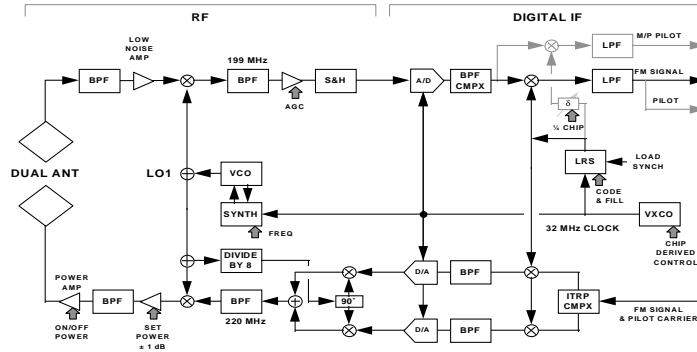 RF
DIGITAL IF
LOW
NOISE
AMP
M/P PILOT
LPF
199 MHz
FM SIGNAL
BPF
BPF
S&H
A/D
BPF
CMPX
LPF
AGC
PILOT
δ
¼ CHIP
DUAL ANT
LO1
VCO
LRS
LOAD
SYNCH
SYNTH
CODE
& FILL
FREQ
32 MHz CLOCK
VXCO
CHIP
DERIVED
CONTROL
DIVIDE
BY 8
POWER
AMP
D/A
BPF
BPF
BPF
90°
ITRP
CMPX
220 MHz
FM SIGNAL
& PILOT CARRIER
ON/OFF
POWER
SET
POWER
± 1 dB
D/A
BPF